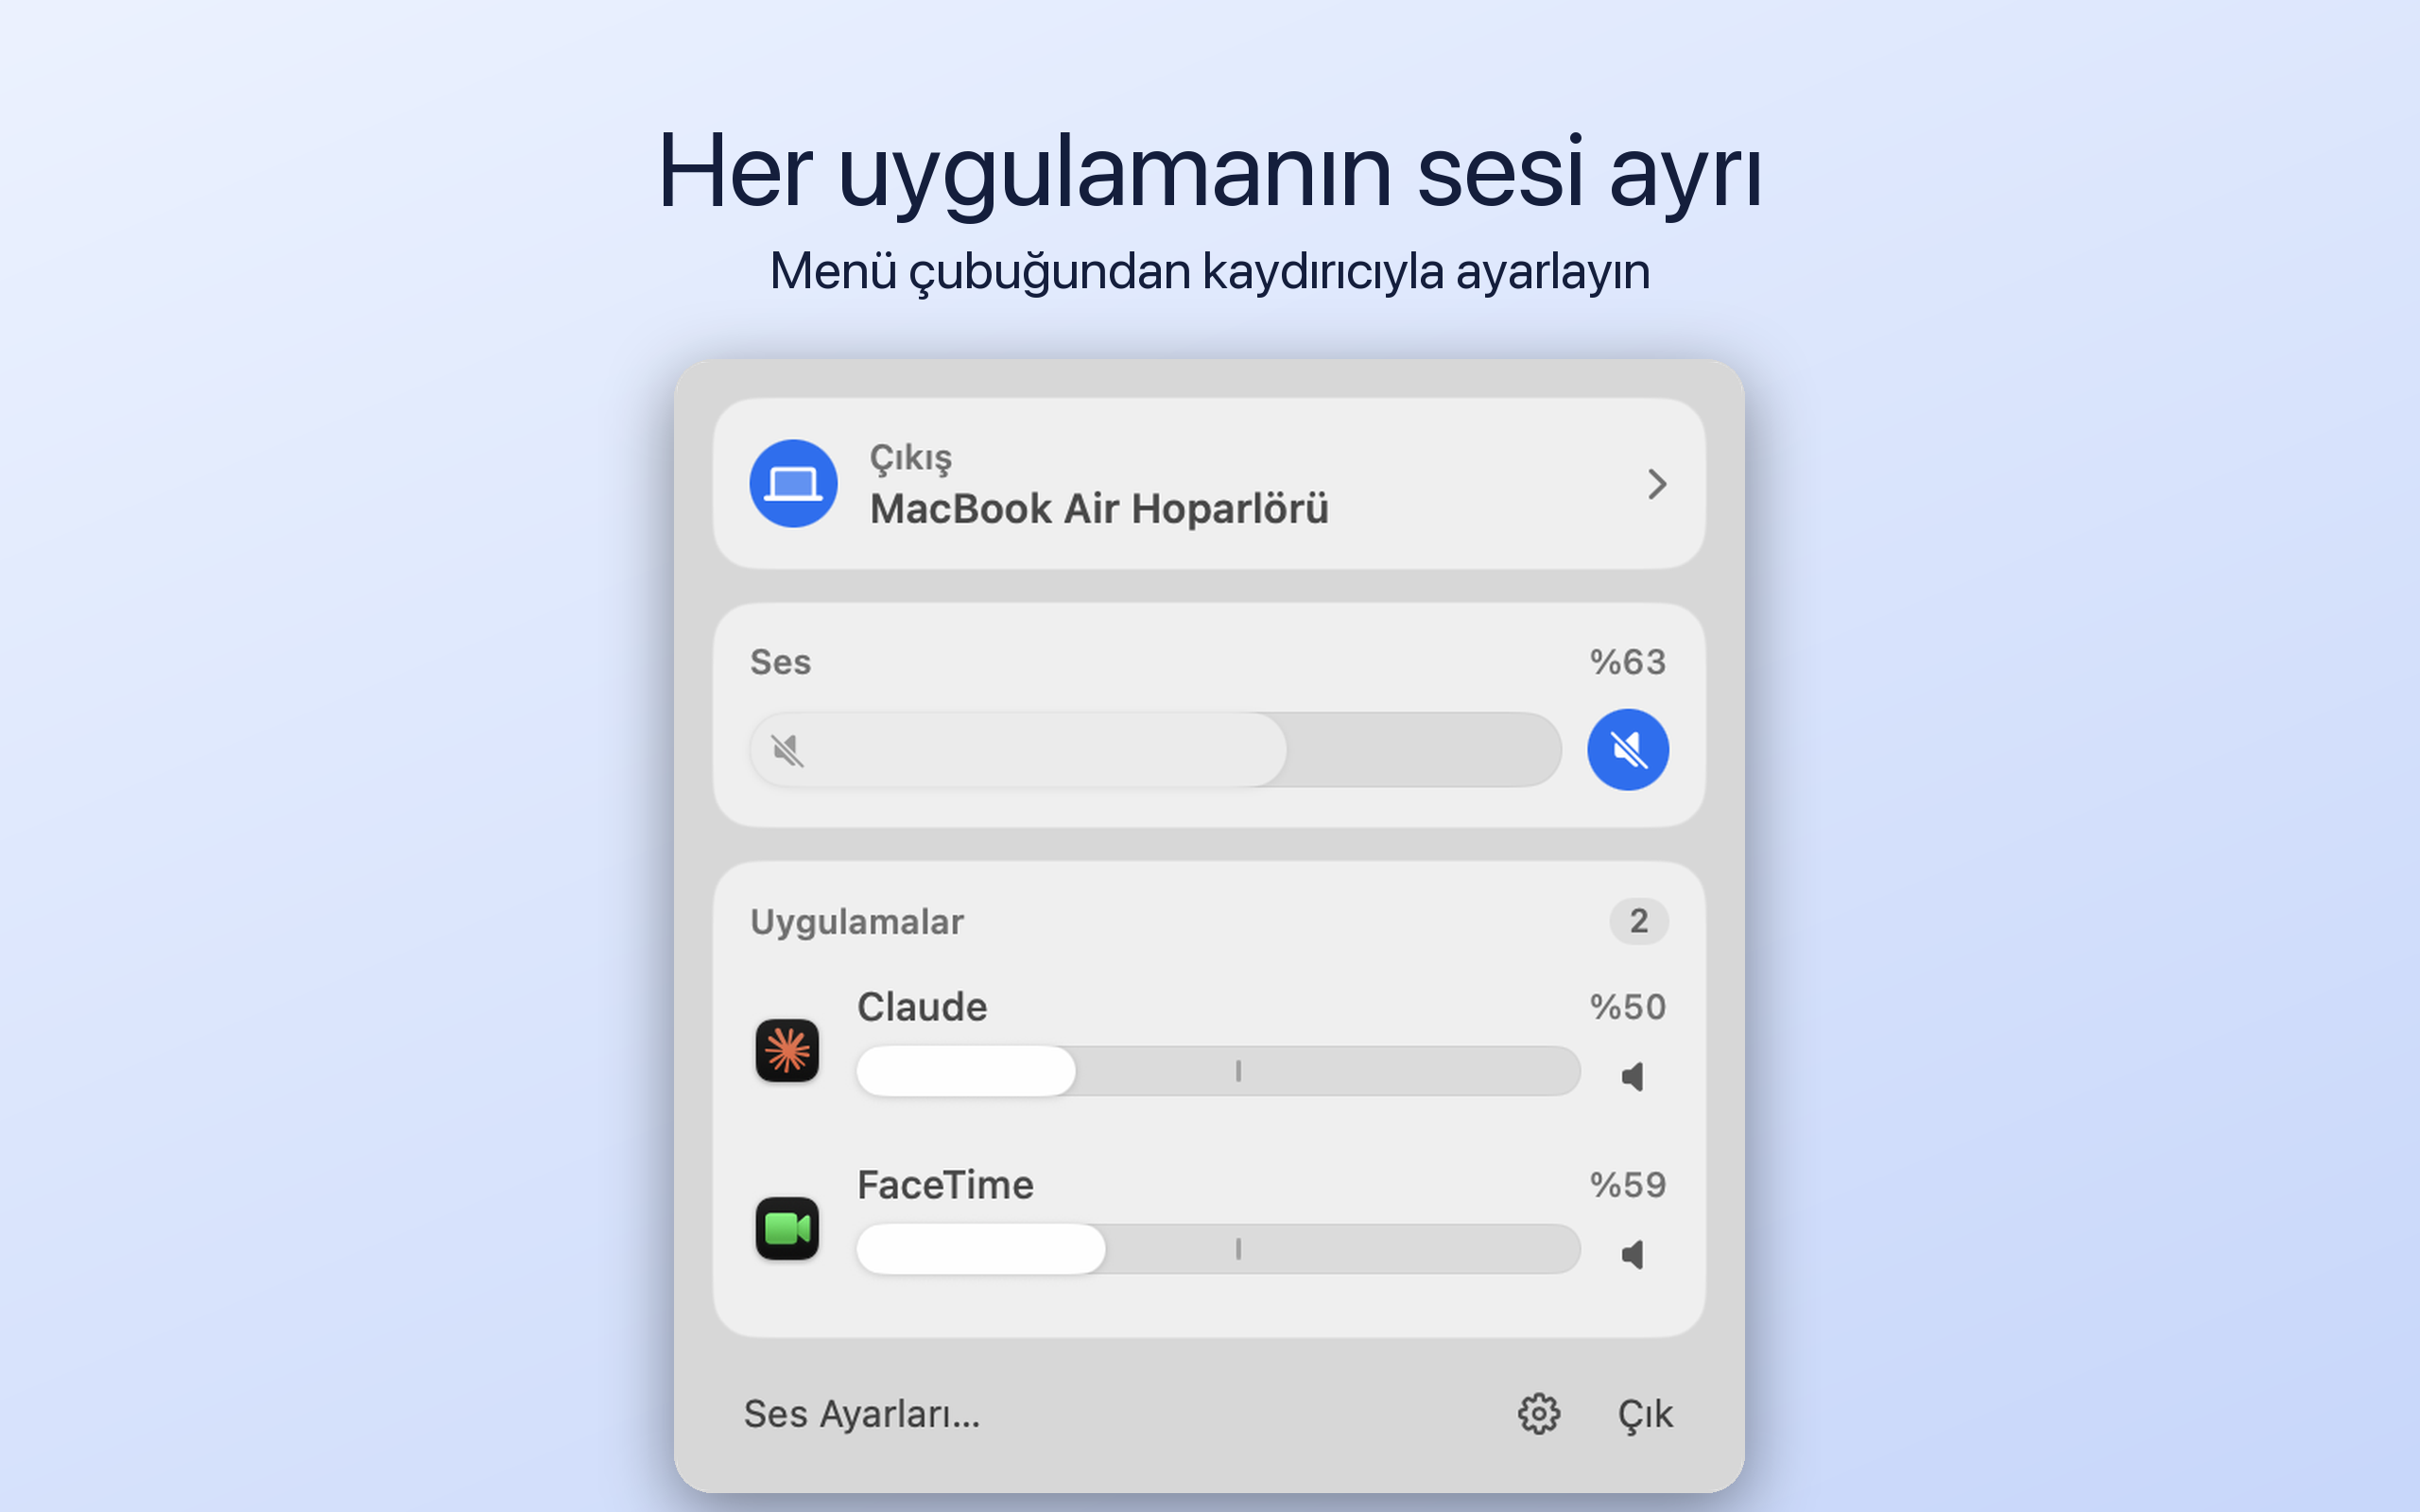 Her uygulamanın sesi ayrı
Menü çubuğundan kaydırıcıyla ayarlayın
Çıkış
MacBook Air Hoparlörü
Ses
%63
Uygulamalar
2
Claude
%50
FaceTime
%59
Ses Ayarları...
Çık